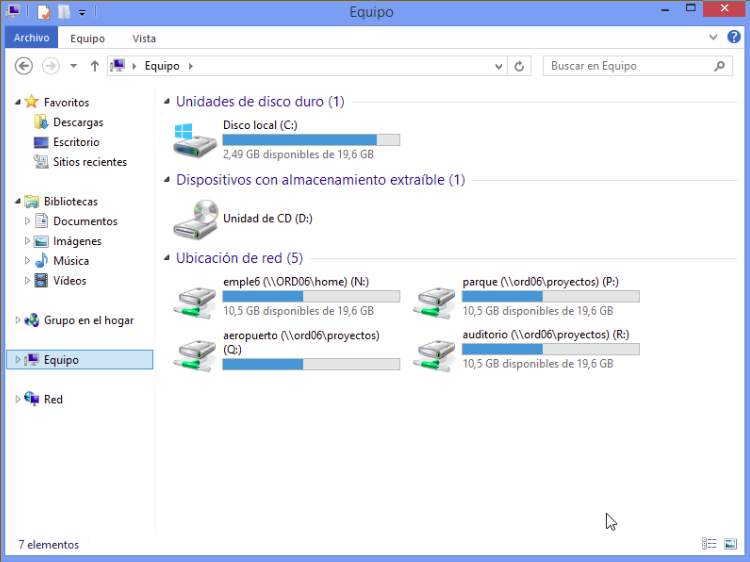 Equipo
Archivo
Equipo
Vista
Equipo
Buscar en Equipo
Favoritos
Descargas
Escritorio
Sitios recientes
Bibliotecas
Documentos
Imágenes
Música
Vídeos
Grupo en el hogar
Equipo
Red
Unidades de disco duro (1)
Disco local (C:)
2,49 GB disponibles de 19,6 GB
Dispositivos con almacenamiento extraíble (1)
Unidad de CD (D:)
Ubicación de red (5)
emple6 (\\ORD06\home) (N:)
10,5 GB disponibles de 19,6 GB
parque (\\ord06\proyectos) (P:)
10,5 GB disponibles de 19,6 GB
aeropuerto (\\ord06\proyectos)
(Q:)
auditorio (\\ord06\proyectos) (R:)
10,5 GB disponibles de 19,6 GB
7 elementos